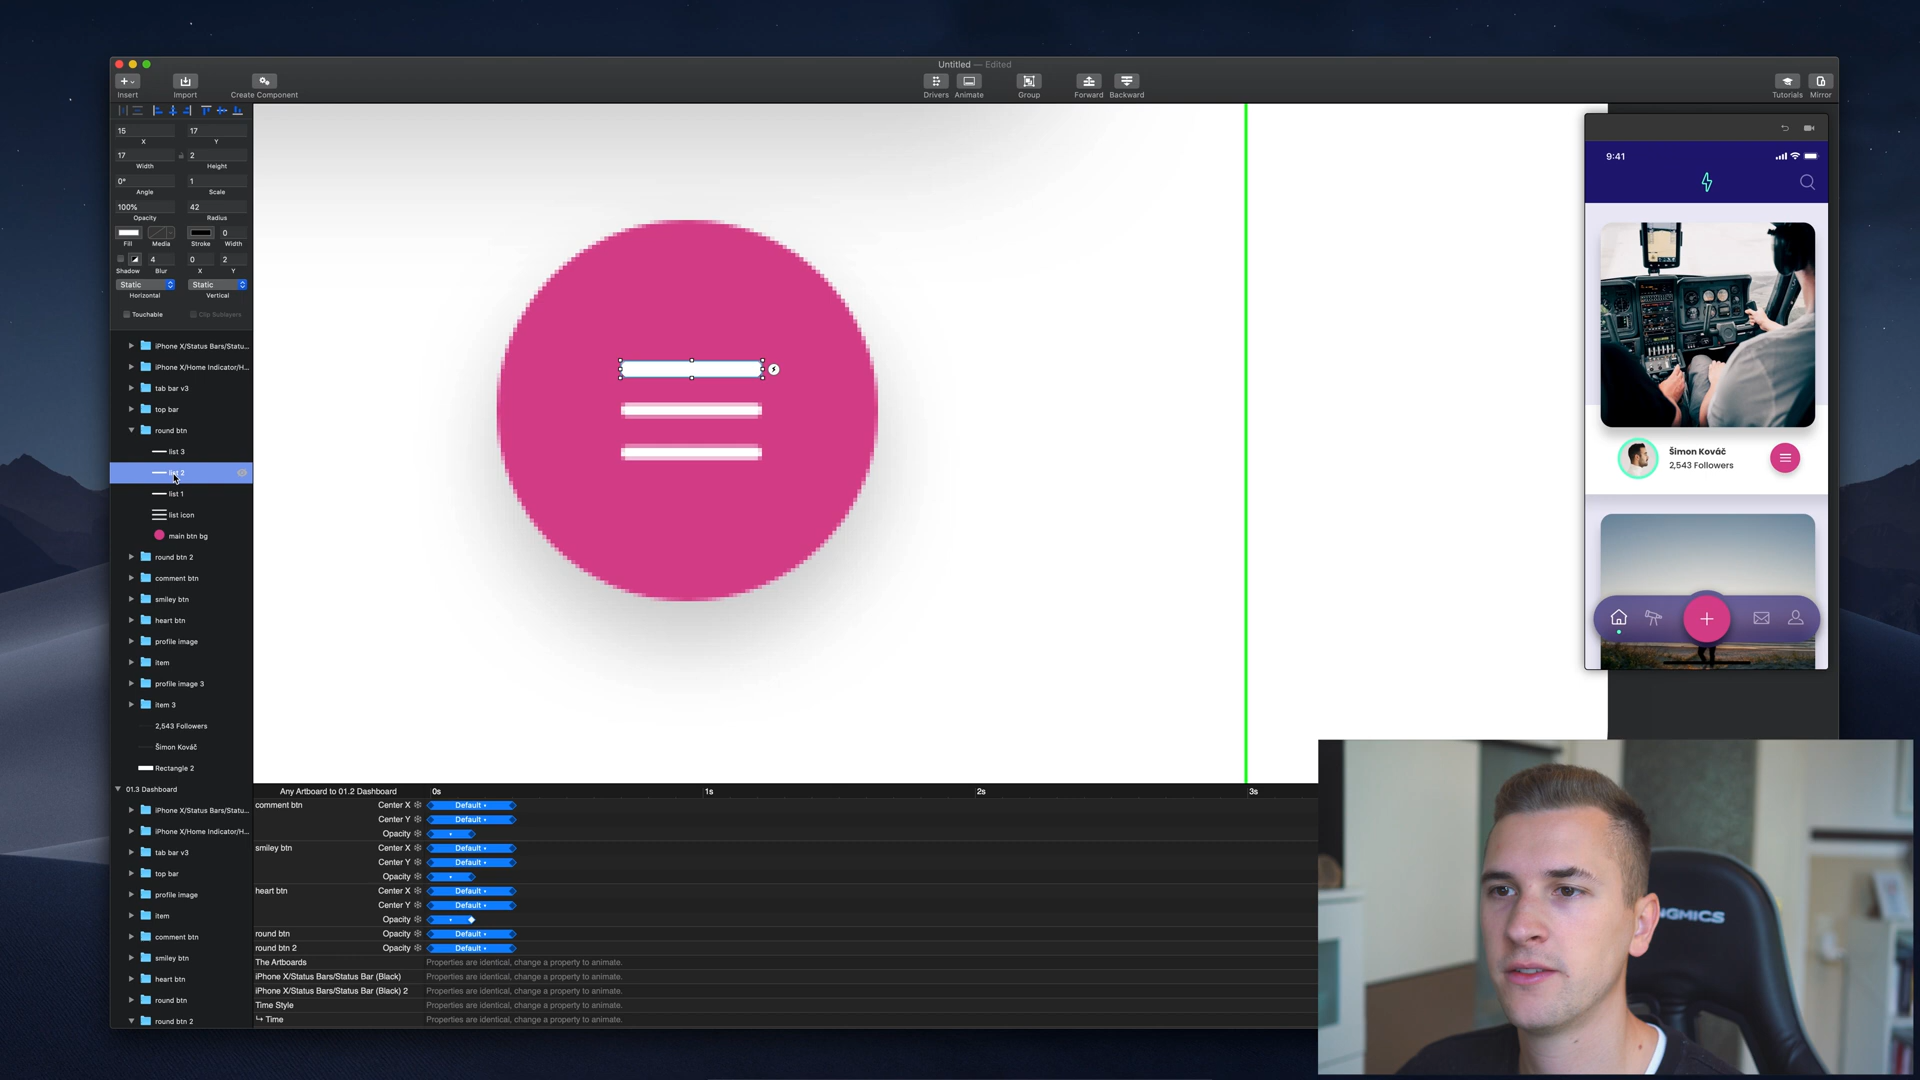 Untitled — Edited
Insert
Import
Create Component
Drivers
Animate
Group
Forward
Backward
Tutorials
Mirror
15
17
X
Y
17
2
Width
Height
0°
1
Angle
Scale
100%
42
Opacity
Radius
0
Fill
Media
Stroke
Width
4
0
2
Shadow
Blur
X
Y
Static
Static
Horizontal
Vertical
Touchable
Clip Sublayers
iPhone X/Status Bars/Statu...
iPhone X/Home Indicator/H...
tab bar v3
top bar
round btn
list 3
list 2
list 1
list icon
main btn bg
round btn 2
comment btn
smiley btn
heart btn
profile image
item
profile image 3
item 3
2,543 Followers
Šimon Kováč
Rectangle 2
01.3 Dashboard
iPhone X/Status Bars/Statu...
iPhone X/Home Indicator/H...
tab bar v3
top bar
profile image
item
comment btn
smiley btn
heart btn
round btn
round btn 2
9:41
Šimon Kováč
2,543 Followers
Any Artboard to 01.2 Dashboard
0s
1s
2s
3s
comment btn
Center X
Default
Center Y
Default
Opacity
smiley btn
Center X
Default
Center Y
Default
Opacity
heart btn
Center X
Default
Center Y
Default
Opacity
round btn
Opacity
Default
round btn 2
Opacity
Default
The Artboards
Properties are identical, change a property to animate.
iPhone X/Status Bars/Status Bar (Black)
Properties are identical, change a property to animate.
iPhone X/Status Bars/Status Bar (Black) 2
Properties are identical, change a property to animate.
Time Style
Properties are identical, change a property to animate.
↳ Time
Properties are identical, change a property to animate.